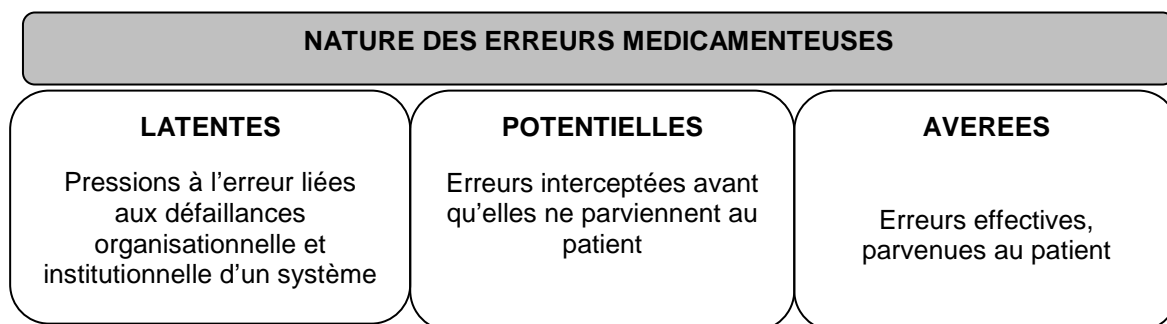 NATURE DES ERREURS MEDICAMENTEUSES
LATENTES
Pressions à l'erreur liées
aux défaillances
organisationnelle et
institutionnelle d'un système
POTENTIELLES
Erreurs interceptées avant
qu'elles ne parviennent au
patient
AVEREES
Erreurs effectives,
parvenues au patient